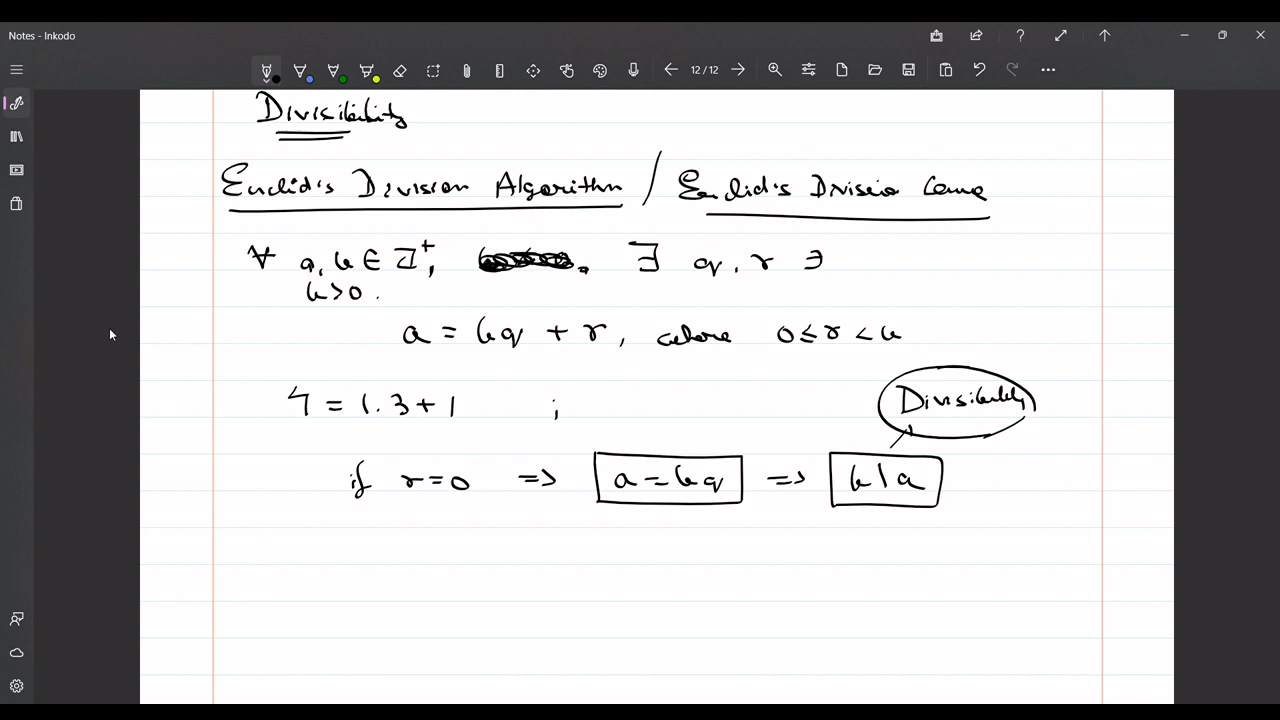 Notes - Inkodo
12/12
Divisibility
Euclid's Division Algorithm / Euclid's Division Lemma
∀ a, b ∈ Z⁺, ∃ q, r ∋
b>0.
a = bq + r, where 0≤r<b
4 = 1.3+1 ;
Divisibility
if r=0 => a=bq => b|a